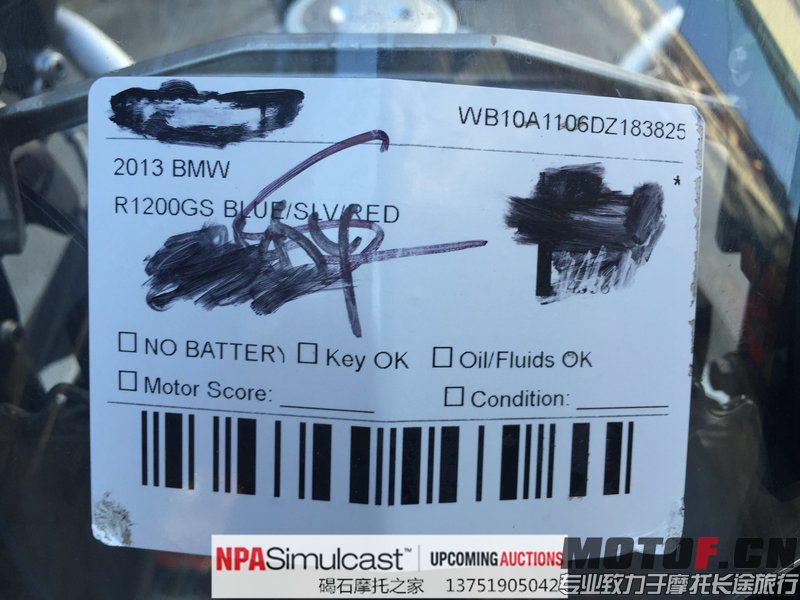 WB10A1106DZ183825
2013 BMW
R1200GS BLUE/SLV/RED
*
NO BATTERY Key OK Oil/Fluids OK
Motor Score: Condition:
NPASimulcast™ UPCOMING AUCTIONS
MOTOF.CN
碣石摩托之家 13751905042
专业致力于摩托长途旅行